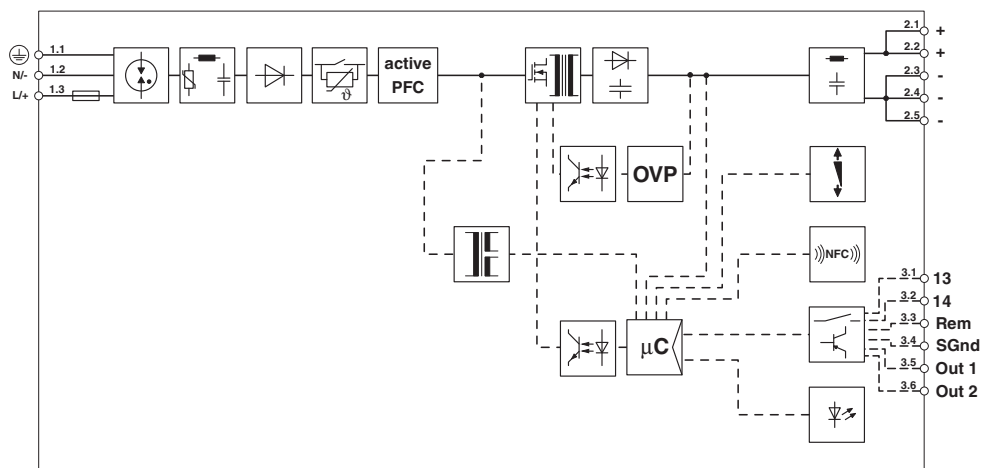 1.1
N/- 1.2
L/+ 1.3
ϑ
active
PFC
2.1 +
2.2 +
2.3 -
2.4 -
2.5 -
OVP
NFC
µC
3.1 13
3.2 14
3.3 Rem
3.4 SGnd
3.5 Out 1
3.6 Out 2